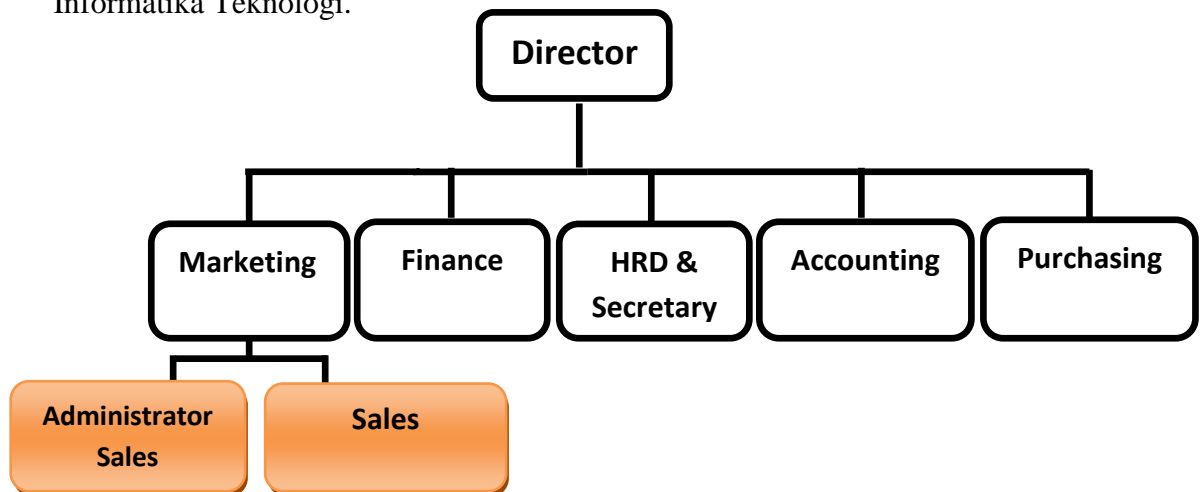 Informatika Teknologi.
Director
Marketing
Finance
HRD &
Secretary
Accounting
Purchasing
Administrator
Sales
Sales